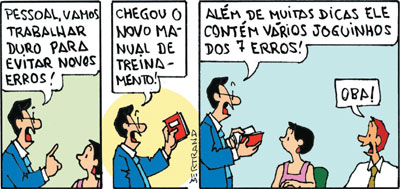 PESSOAL, VAMOS
TRABALHAR
DURO PARA
EVITAR NOVOS
ERROS!
CHEGOU O
NOVO MA-
NUAL DE
TREINA-
MENTO!
BERTRAND
ALÉM DE MUITAS DICAS ELE
CONTÉM VÁRIOS JOGUINHOS
DOS 7 ERROS!
OBA!